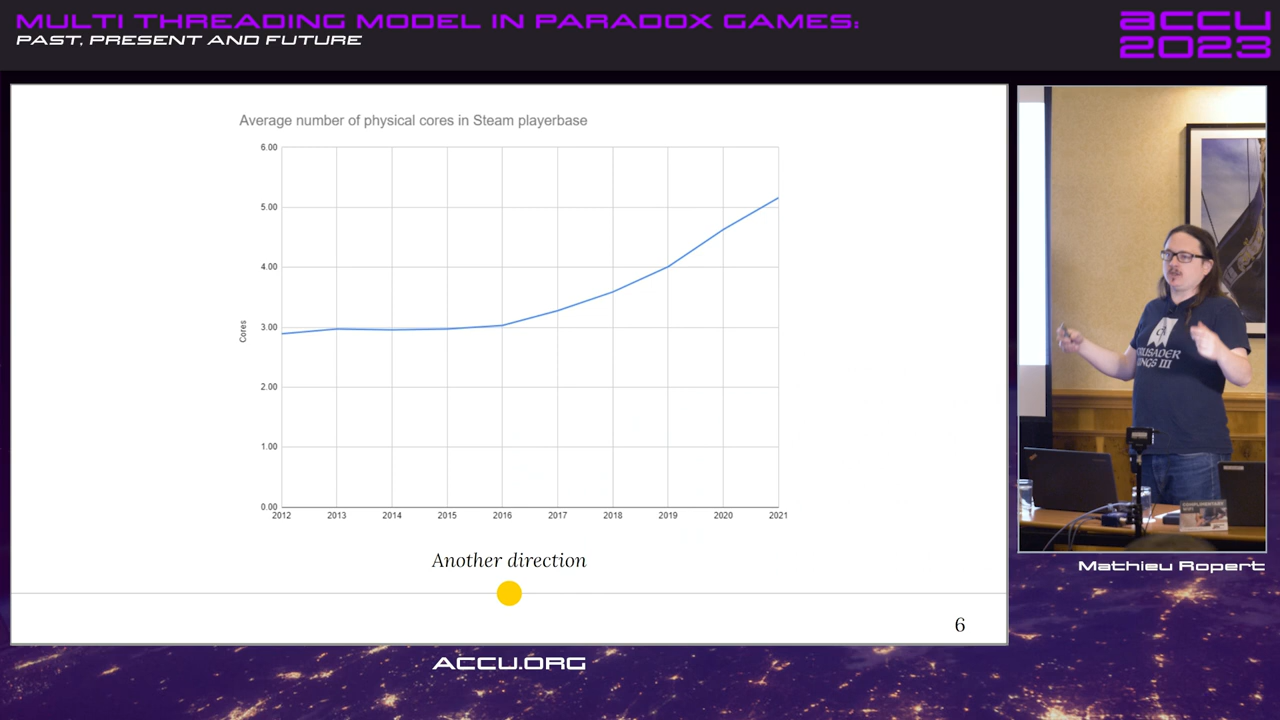 MULTI THREADING MODEL IN PARADOX GAMES:
PAST, PRESENT AND FUTURE
ACCU
2023
Average number of physical cores in Steam playerbase
6.00
5.00
4.00
3.00
2.00
1.00
0.00
Cores
2012 2013 2014 2015 2016 2017 2018 2019 2020 2021
Another direction
6
CRUSADER
KINGS III
COMPLIMENTARY
WIFI
Mathieu Ropert
ACCU.ORG